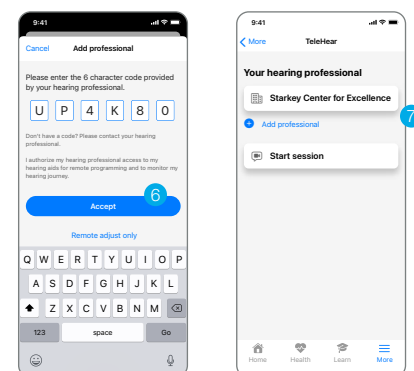 9:41
Cancel Add professional
Please enter the 6 character code provided
by your hearing professional.
U P 4 K 8 0
Don't have a code? Please contact your hearing
professional.
I authorize my hearing professional access to my
hearing aids for remote programming and to monitor my
hearing journey.
Accept
6
Remote adjust only
Q W E R T Y U I O P
A S D F G H J K L
Z X C V B N M
123 space Go
9:41
More TeleHear
Your hearing professional
Starkey Center for Excellence
7
Add professional
Start session
Home Health Learn More